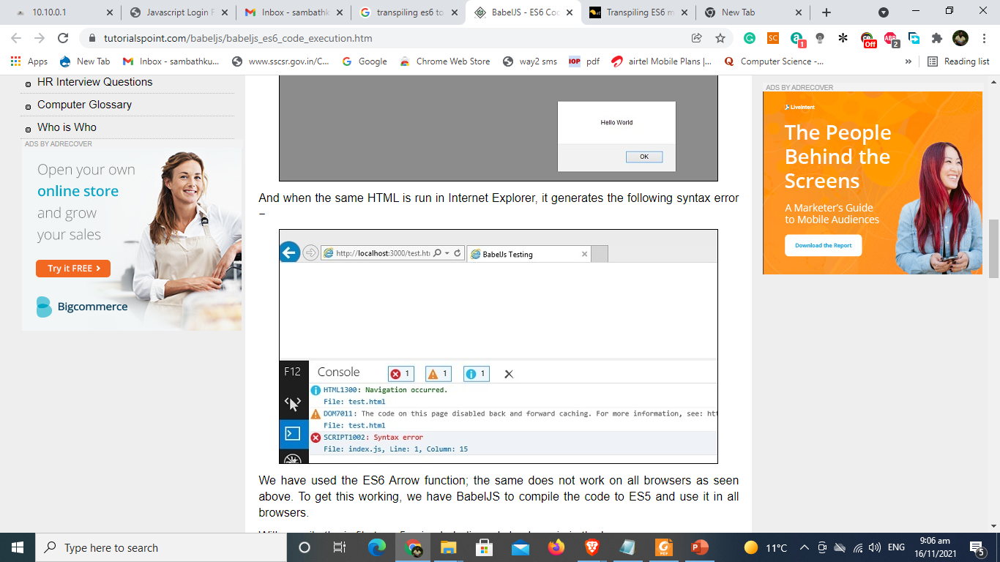 10.10.0.1
Javascript Login F
Inbox - sambathk
transpiling es6 to
BabelJS - ES6 Coc
Transpiling ES6 m
New Tab
tutorialspoint.com/babeljs/babeljs_es6_code_execution.htm
SC
a
1
Off
ABP
2
Apps
New Tab
Inbox - sambathku...
www.sscsr.gov.in/C...
Google
Chrome Web Store
way2 sms
IOP
pdf
airtel Mobile Plans |...
Computer Science -...
»
Reading list
HR Interview Questions
Computer Glossary
Who is Who
ADS BY ADRECOVER
Open your own
online store
and grow
your sales
Try it FREE >
Bigcommerce
Hello World
OK
And when the same HTML is run in Internet Explorer, it generates the following syntax error
–
http://localhost:3000/test.ht
BabelJs Testing
F12
Console
1
1
1
HTML1300: Navigation occurred.
File: test.html
DOM7011: The code on this page disabled back and forward caching. For more information, see: htt
File: test.html
SCRIPT1002: Syntax error
File: index.js, Line: 1, Column: 15
We have used the ES6 Arrow function; the same does not work on all browsers as seen
above. To get this working, we have BabelJS to compile the code to ES5 and use it in all
browsers.
ADS BY ADRECOVER
LiveIntent
The People
Behind the
Screens
A Marketer's Guide
to Mobile Audiences
Download the Report
Type here to search
11°C
ENG
9:06 am
16/11/2021
5